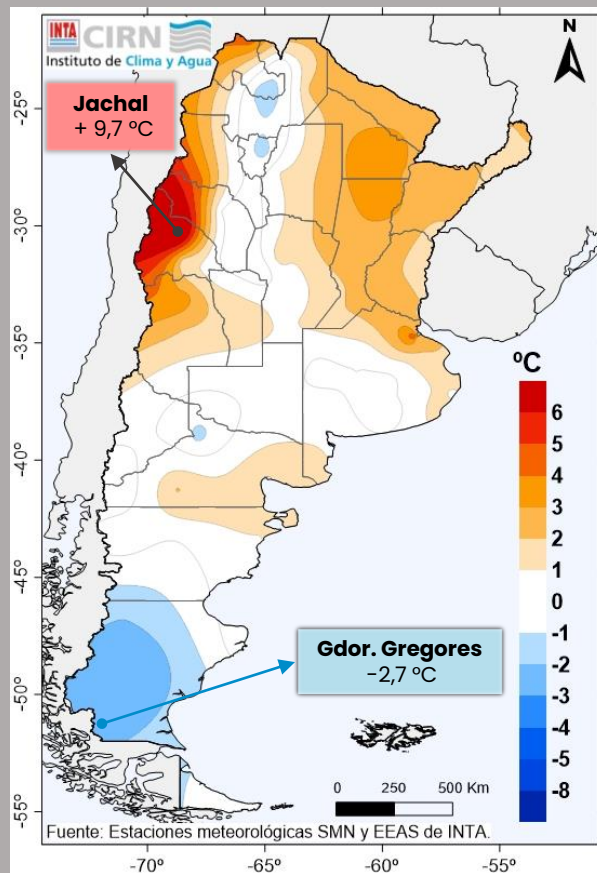 INTA CIRN
Instituto de Clima y Agua
N
Jachal
+ 9,7 ºC
-25°
-30°
-35°
-40°
-45°
-50°
-55°
ºC
6
5
4
3
2
1
0
-1
-2
-3
-4
-5
-8
Gdor. Gregores
-2,7 ºC
0 250 500 Km
Fuente: Estaciones meteorológicas SMN y EEAS de INTA.
-70° -65° -60° -55°